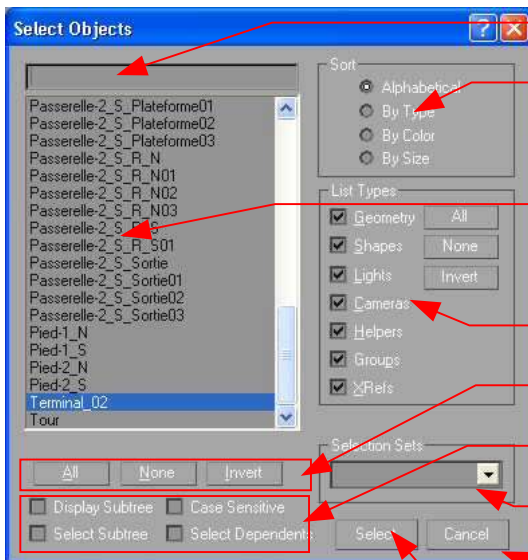 Select Objects
Passerelle-2_S_Plateforme01
Passerelle-2_S_Plateforme02
Passerelle-2_S_Plateforme03
Passerelle-2_S_R_N
Passerelle-2_S_R_N01
Passerelle-2_S_R_N02
Passerelle-2_S_R_N03
Passerelle-2_S_R_S
Passerelle-2_S_R_S01
Passerelle-2_S_Sortie
Passerelle-2_S_Sortie01
Passerelle-2_S_Sortie02
Passerelle-2_S_Sortie03
Pied-1_N
Pied-1_S
Pied-2_N
Pied-2_S
Terminal_02
Tour
All None Invert
Display Subtree Case Sensitive
Select Subtree Select Dependents
Sort
Alphabetical
By Type
By Color
By Size
List Types
Geometry All
Shapes None
Lights Invert
Cameras
Helpers
Groups
XRefs
Selection Sets
Select Cancel